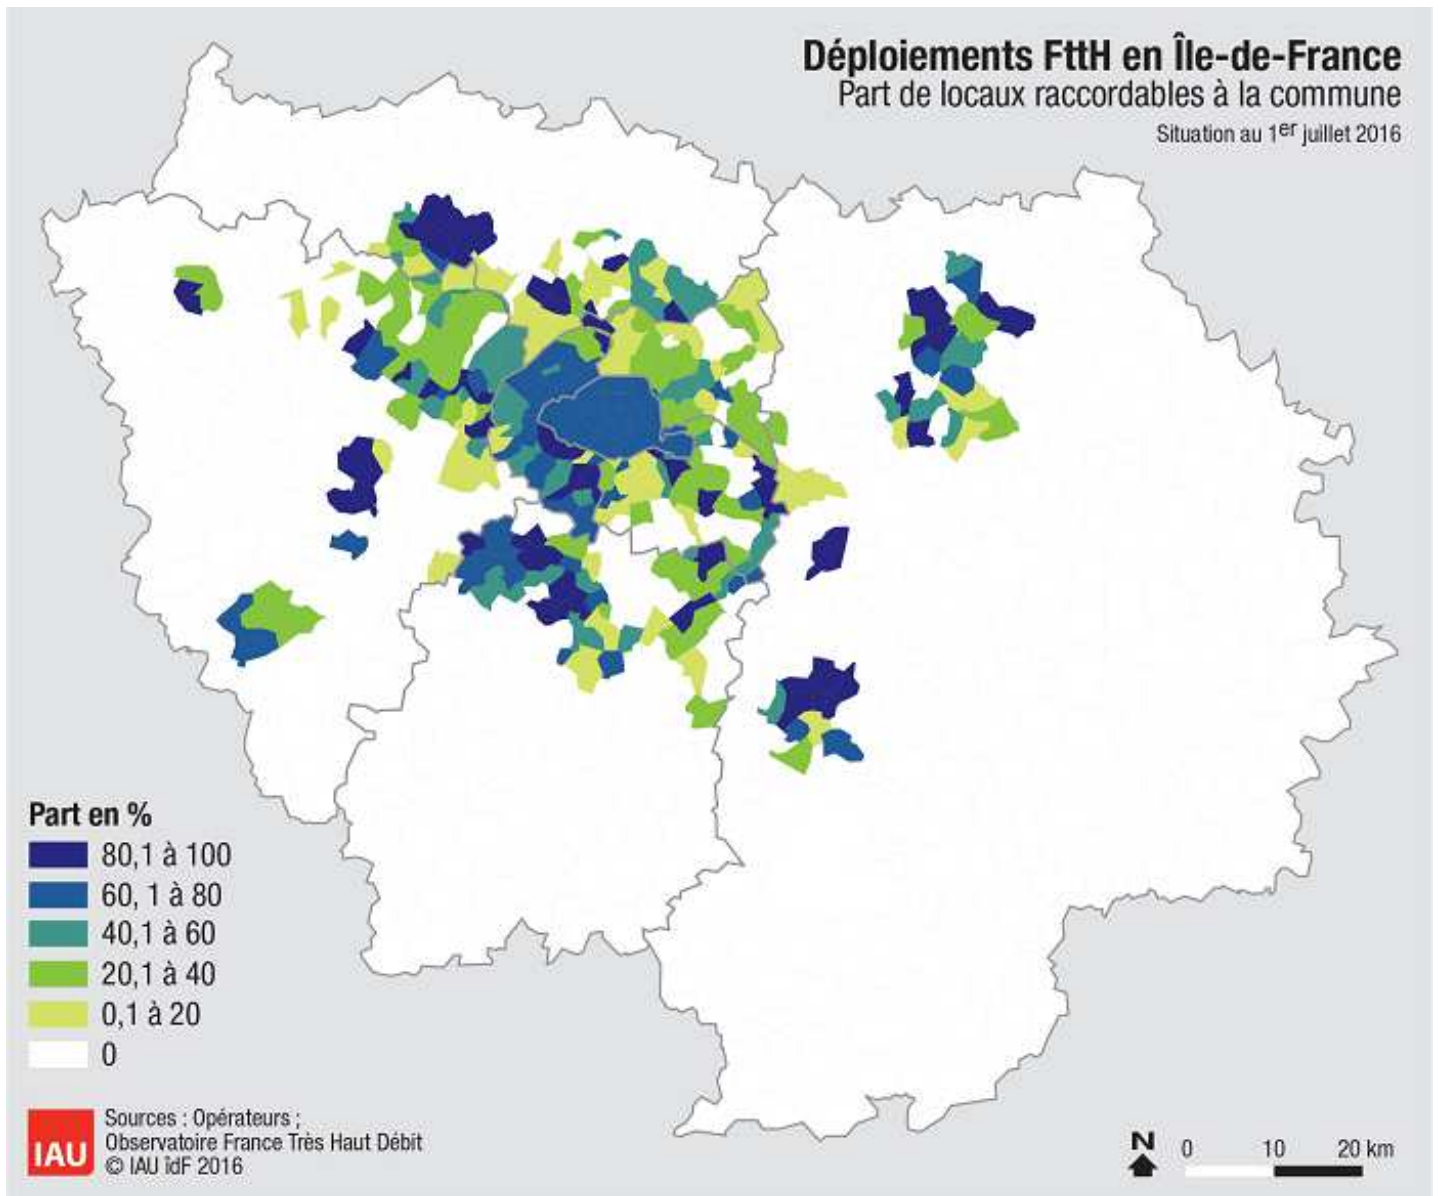 Déploiements FttH en Île-de-France
Part de locaux raccordables à la commune
Situation au 1er juillet 2016
Part en %
80,1 à 100
60, 1 à 80
40,1 à 60
20,1 à 40
0,1 à 20
0
IAU
Sources : Opérateurs ;
Observatoire France Très Haut Débit
© IAU îdF 2016
N
0 10 20 km